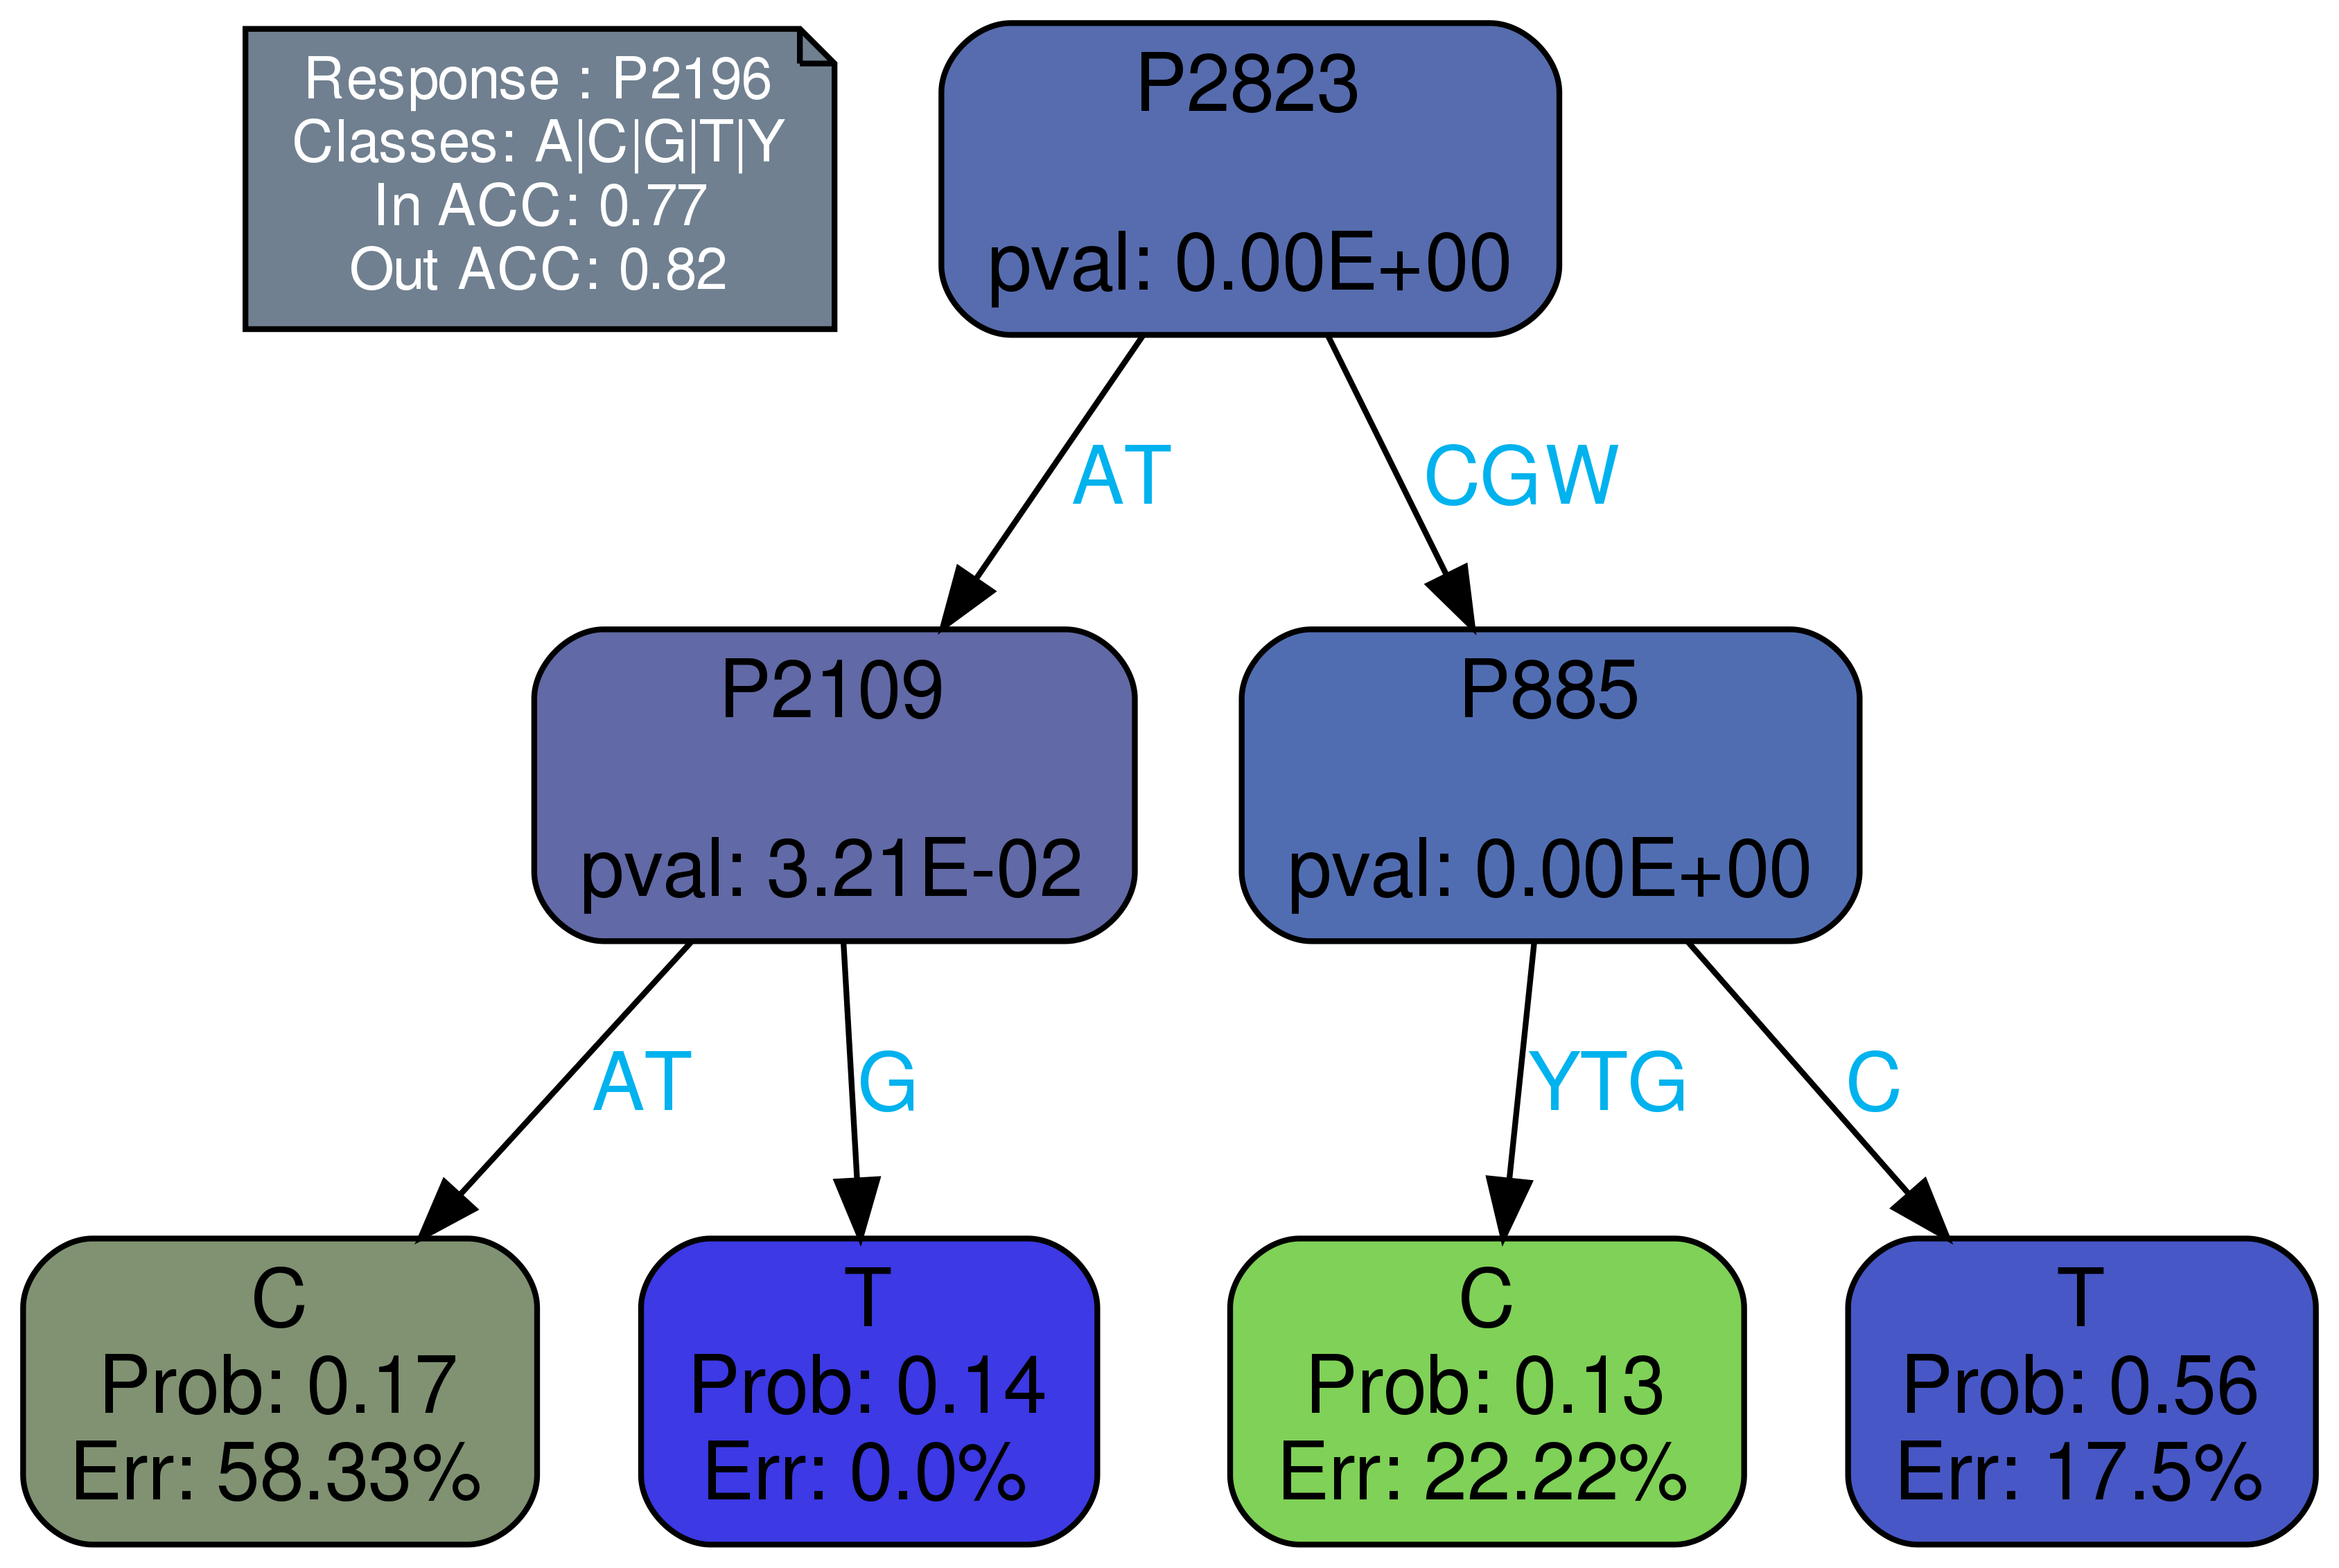 Response : P2196
Classes: A|C|G|T|Y
In ACC: 0.77
Out ACC: 0.82
P2823
pval: 0.00E+00
AT
CGW
P2109
pval: 3.21E-02
P885
pval: 0.00E+00
AT
G
YTG
C
C
Prob: 0.17
Err: 58.33%
T
Prob: 0.14
Err: 0.0%
C
Prob: 0.13
Err: 22.22%
T
Prob: 0.56
Err: 17.5%